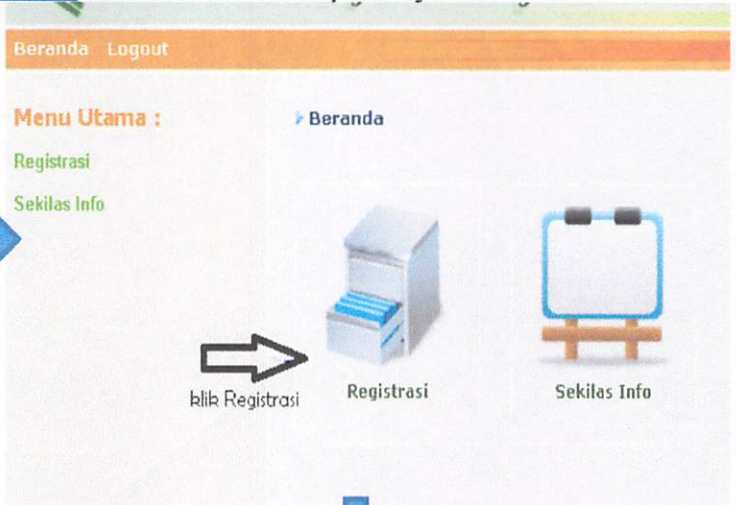 Beranda Logout
Menu Utama :
Registrasi
Sekilas Info
Beranda
klik Registrasi
Registrasi
Sekilas Info